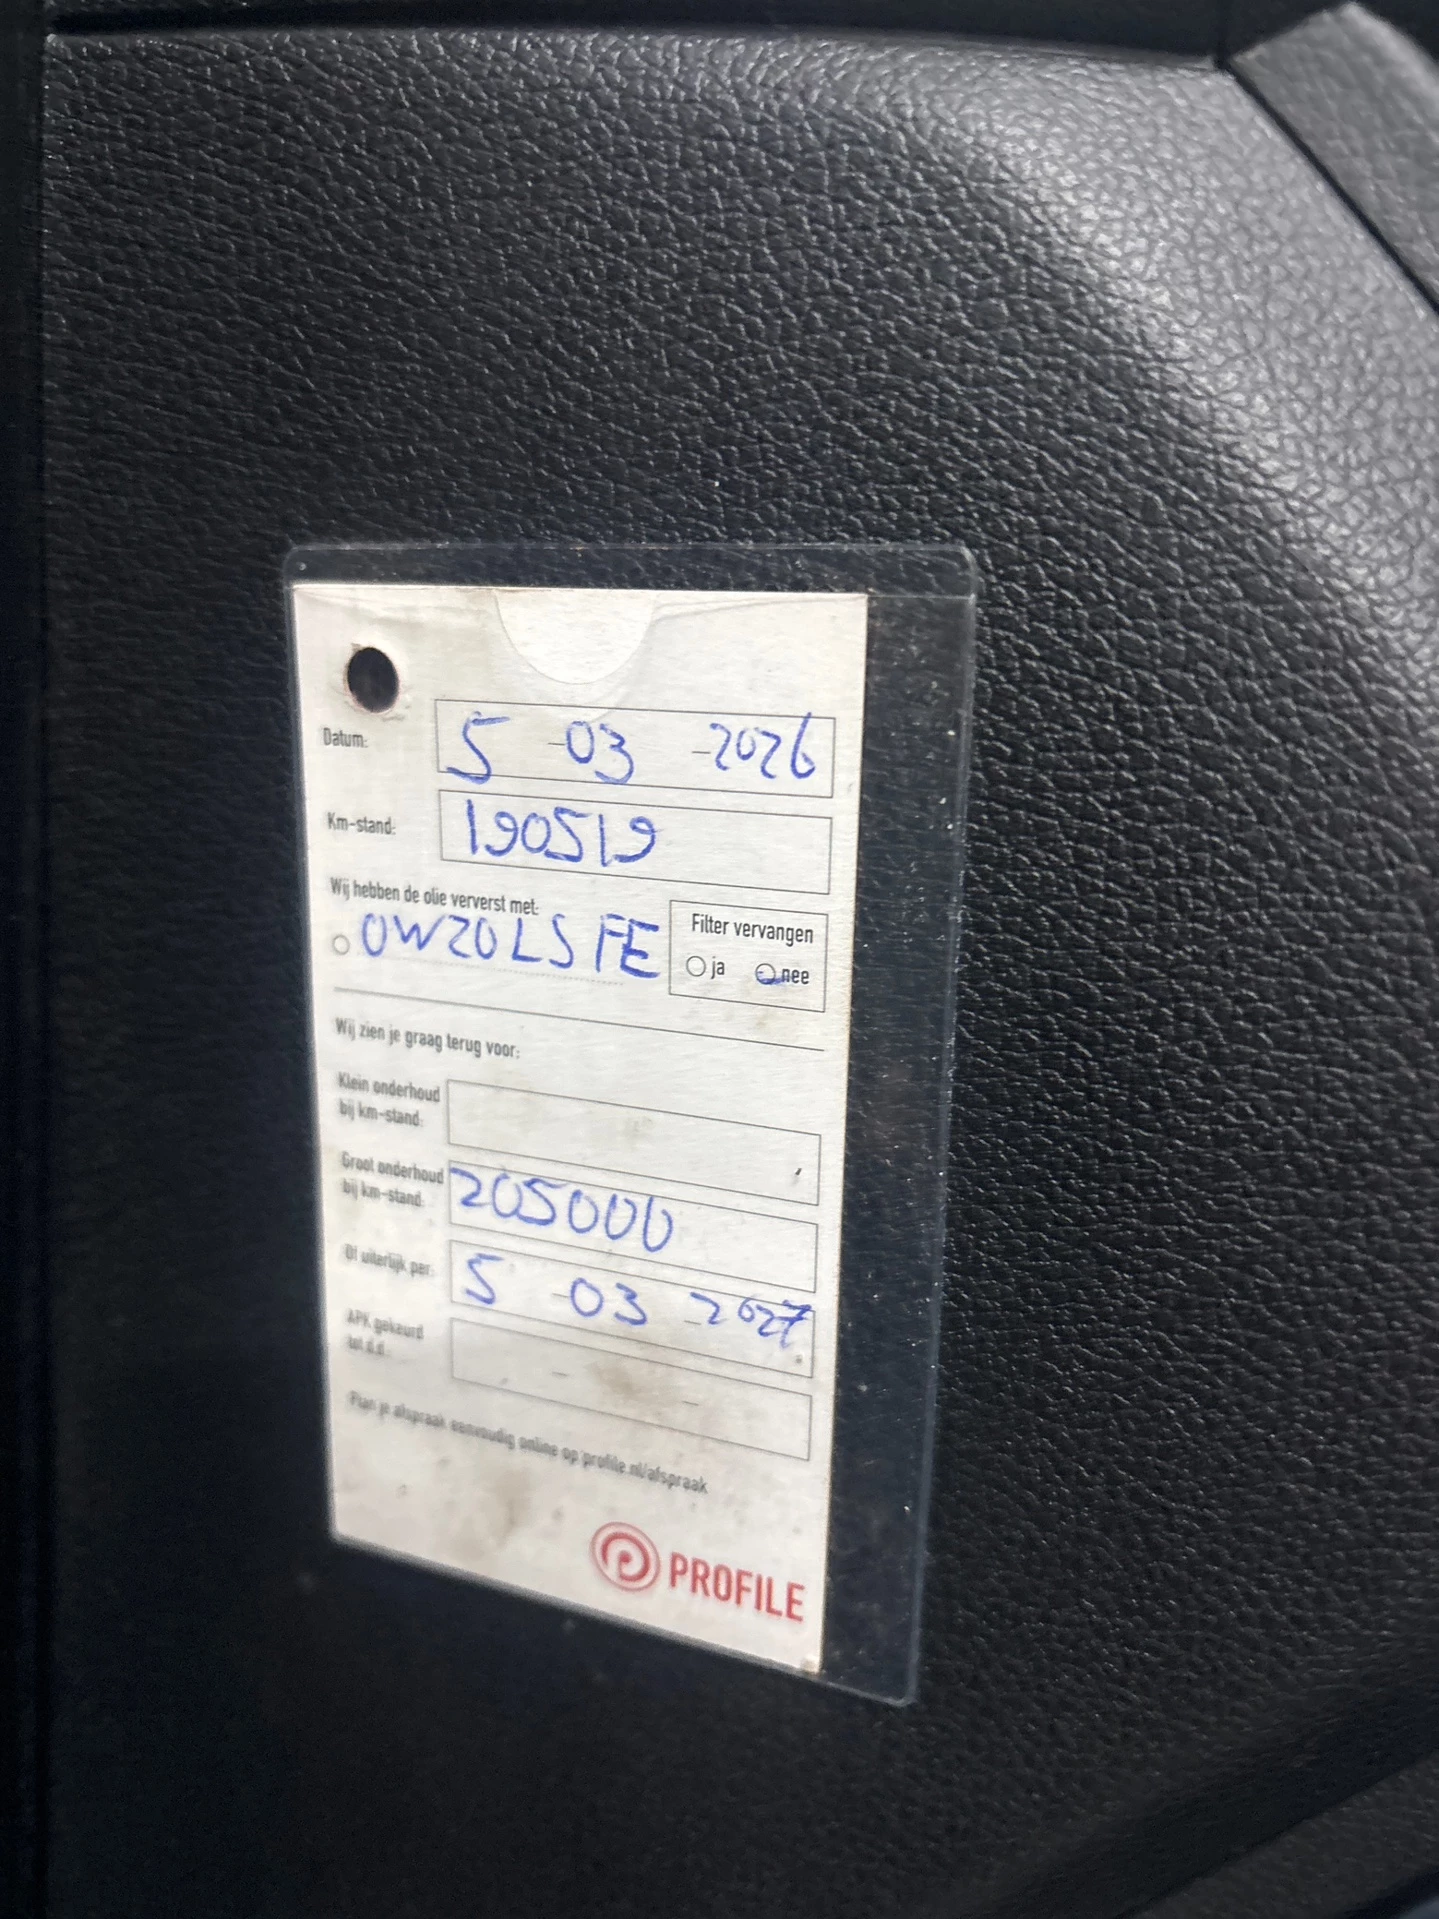 Datum: 5 -03 -2026
Km-stand: 190519
Wij hebben de olie ververst met:
0W20 LS FE
Filter vervangen
ja nee
Wij zien je graag terug voor:
Klein onderhoud
bij km-stand:
Groot onderhoud
bij km-stand: 205000
Of uiterlijk per: 5 -03 -2027
APK gekeurd
tot d.d. - -
Plan je afspraak eenvoudig online op profile.nl/afspraak
PROFILE